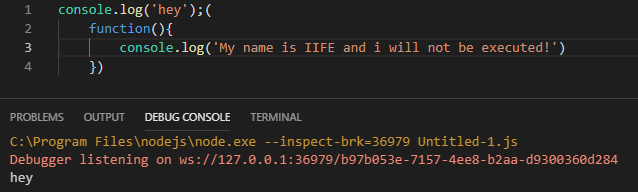 1 console.log('hey');(
2 function(){
3 console.log('My name is IIFE and i will not be executed!')
4 })
PROBLEMS OUTPUT DEBUG CONSOLE TERMINAL
C:\Program Files\nodejs\node.exe --inspect-brk=36979 Untitled-1.js
Debugger listening on ws://127.0.0.1:36979/b97b053e-7157-4ee8-b2aa-d9300360d284
hey